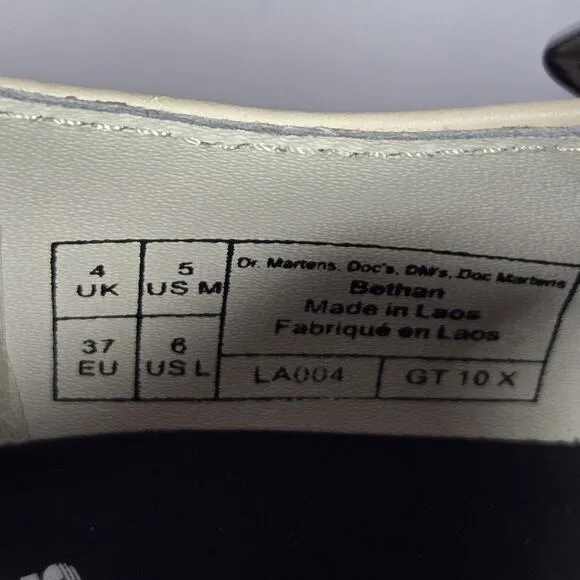 4
UK
5
US M
37
EU
6
US L
Dr. Martens, Doc's, DM's, Doc Martens
Bethan
Made in Laos
Fabriqué en Laos
LA004
GT 10 X